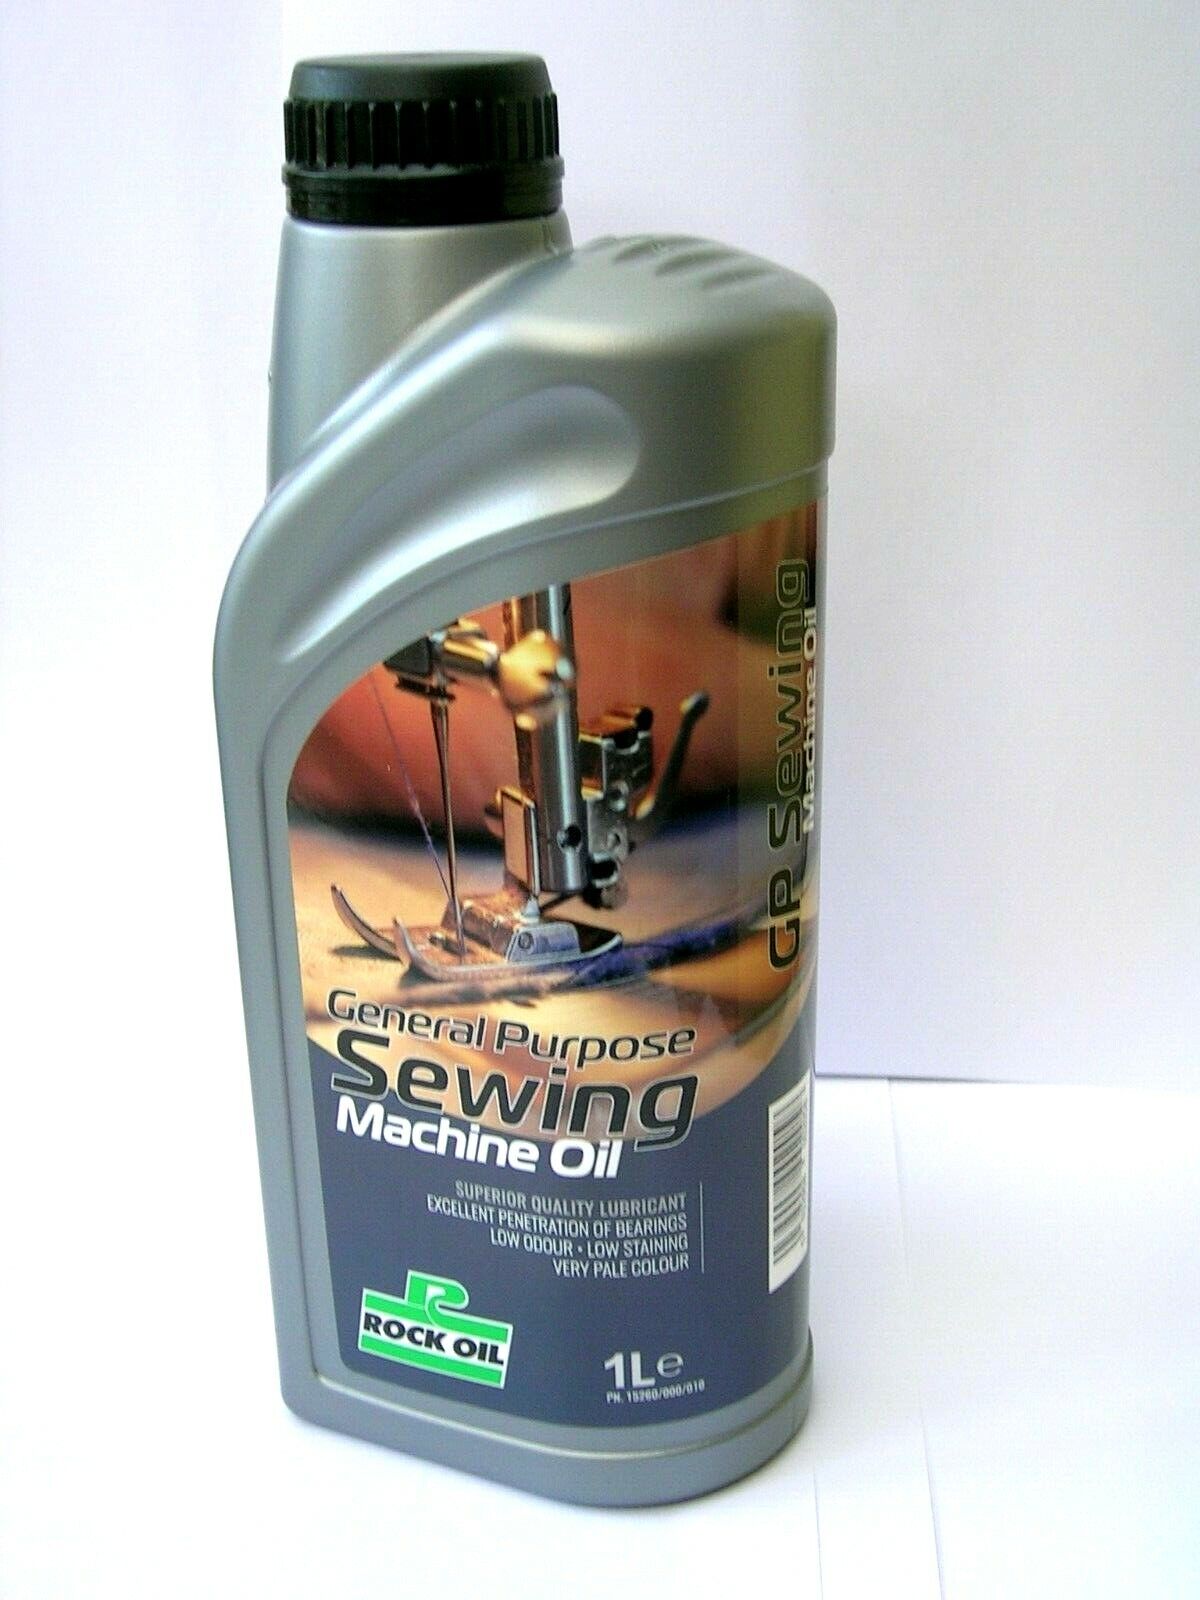 General Purpose
Sewing
Machine Oil
SUPERIOR QUALITY LUBRICANT
EXCELLENT PENETRATION OF BEARINGS
LOW ODOUR • LOW STAINING
VERY PALE COLOUR
ROCK OIL
1L℮
PN. 15260/000/010
GP Sewing
Machine Oil